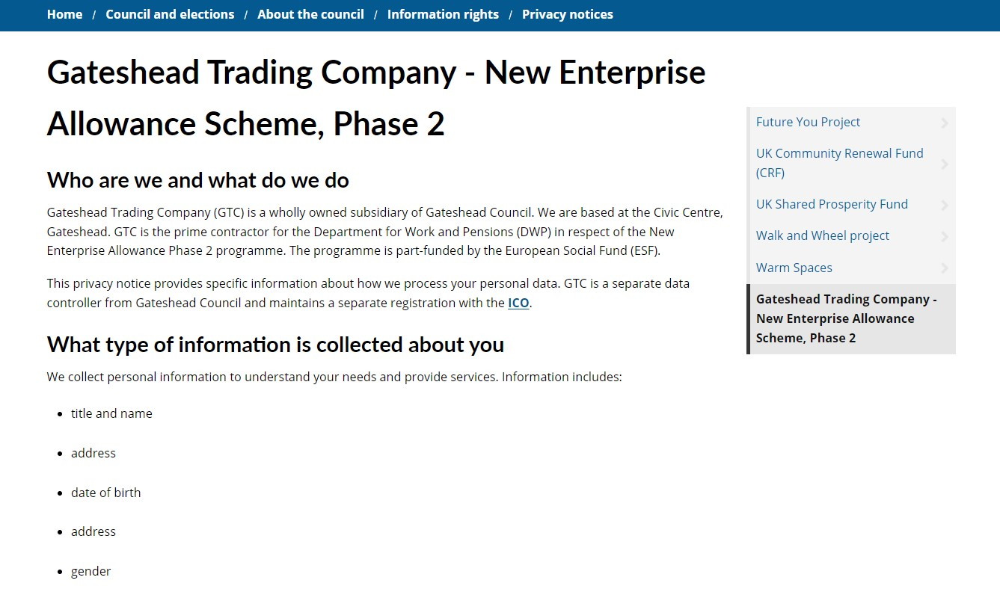 Home / Council and elections / About the council / Information rights / Privacy notices
Gateshead Trading Company - New Enterprise
Allowance Scheme, Phase 2
Who are we and what do we do
Gateshead Trading Company (GTC) is a wholly owned subsidiary of Gateshead Council. We are based at the Civic Centre,
Gateshead. GTC is the prime contractor for the Department for Work and Pensions (DWP) in respect of the New
Enterprise Allowance Phase 2 programme. The programme is part-funded by the European Social Fund (ESF).
This privacy notice provides specific information about how we process your personal data. GTC is a separate data
controller from Gateshead Council and maintains a separate registration with the ICO.
What type of information is collected about you
We collect personal information to understand your needs and provide services. Information includes:
• title and name
• address
• date of birth
• address
• gender
Future You Project
UK Community Renewal Fund
(CRF)
UK Shared Prosperity Fund
Walk and Wheel project
Warm Spaces
Gateshead Trading Company -
New Enterprise Allowance
Scheme, Phase 2